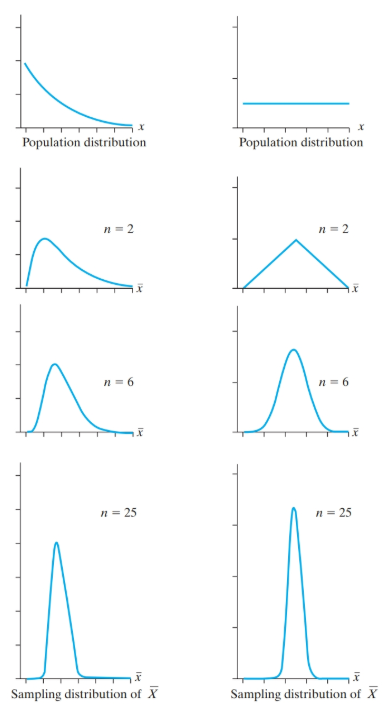 x
x
Population distribution
Population distribution
n = 2
n = 2
x̄
x̄
n = 6
n = 6
x̄
x̄
n = 25
n = 25
x̄
x̄
Sampling distribution of X̄
Sampling distribution of X̄